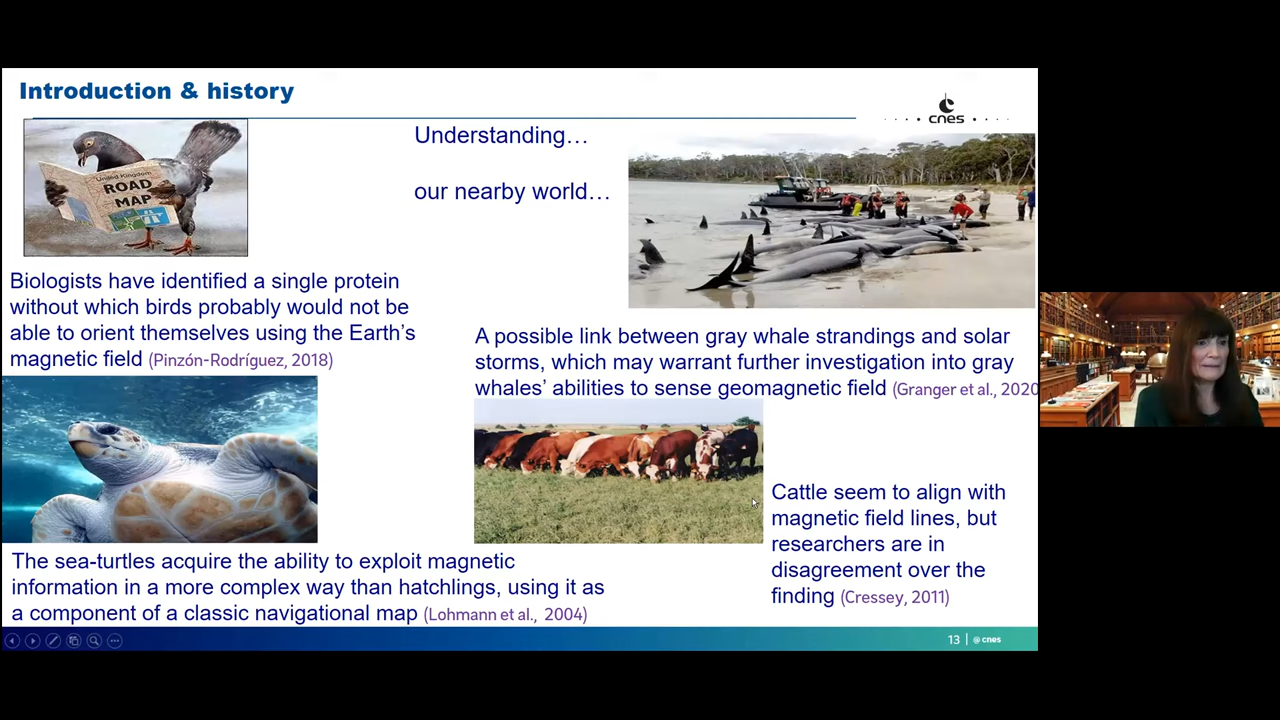 Introduction & history
cnes
Understanding…
our nearby world…
United Kingdom
ROAD
MAP
Biologists have identified a single protein
without which birds probably would not be
able to orient themselves using the Earth’s
magnetic field (Pinzón-Rodríguez, 2018)
A possible link between gray whale strandings and solar
storms, which may warrant further investigation into gray
whales’ abilities to sense geomagnetic field (Granger et al., 2020
Cattle seem to align with
magnetic field lines, but
researchers are in
disagreement over the
finding (Cressey, 2011)
The sea-turtles acquire the ability to exploit magnetic
information in a more complex way than hatchlings, using it as
a component of a classic navigational map (Lohmann et al., 2004)
13 | @ cnes